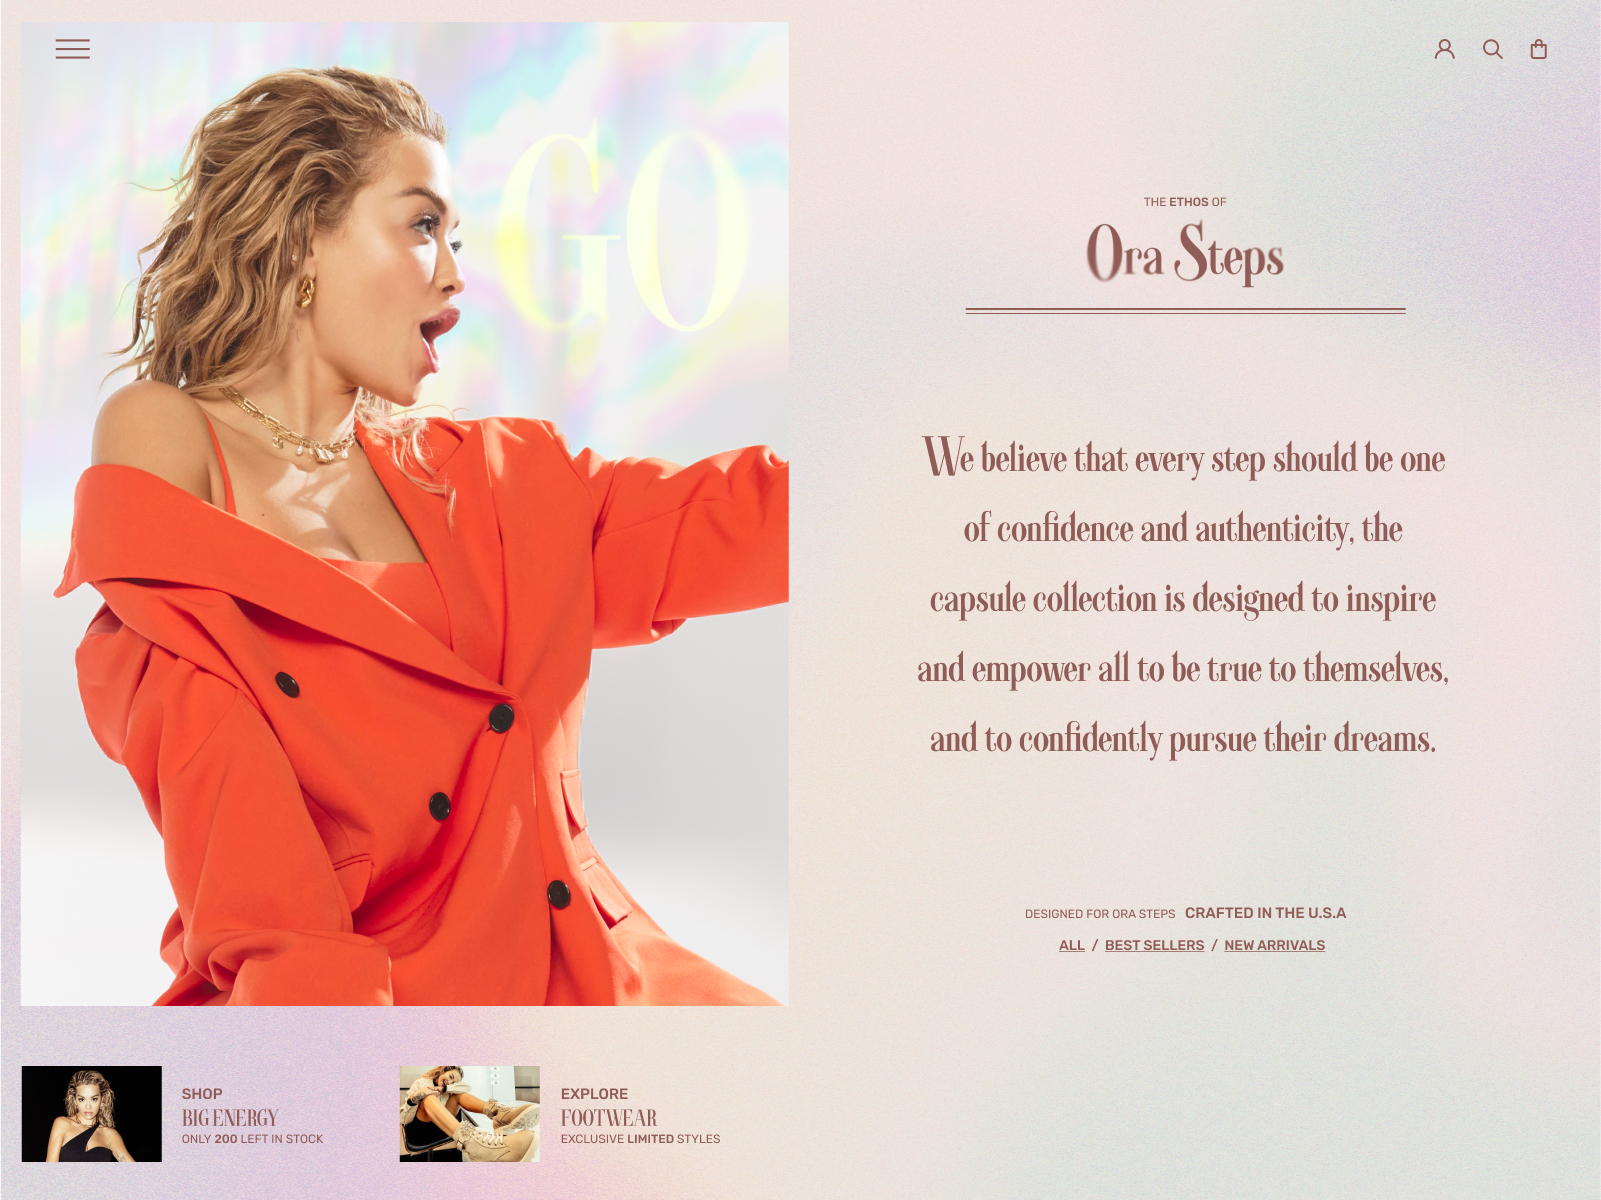 GO
THE ETHOS OF
Ora Steps
We believe that every step should be one
of confidence and authenticity, the
capsule collection is designed to inspire
and empower all to be true to themselves,
and to confidently pursue their dreams.
DESIGNED FOR ORA STEPS CRAFTED IN THE U.S.A
ALL / BEST SELLERS / NEW ARRIVALS
SHOP
BIG ENERGY
ONLY 200 LEFT IN STOCK
EXPLORE
FOOTWEAR
EXCLUSIVE LIMITED STYLES